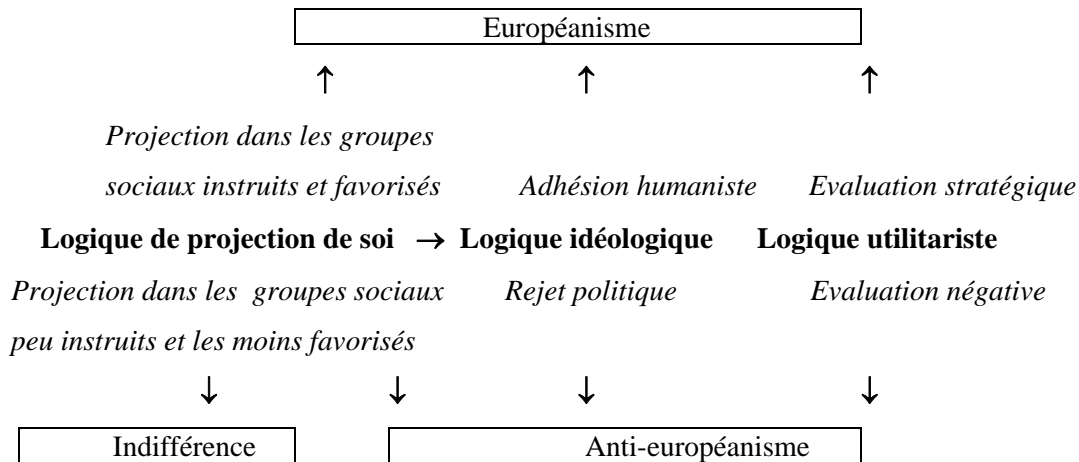 Européanisme
↑ ↑ ↑
Projection dans les groupes
sociaux instruits et favorisés Adhésion humaniste Evaluation stratégique
Logique de projection de soi → Logique idéologique Logique utilitariste
Projection dans les groupes sociaux Rejet politique Evaluation négative
peu instruits et les moins favorisés
↓ ↓ ↓ ↓
Indifférence Anti-européanisme